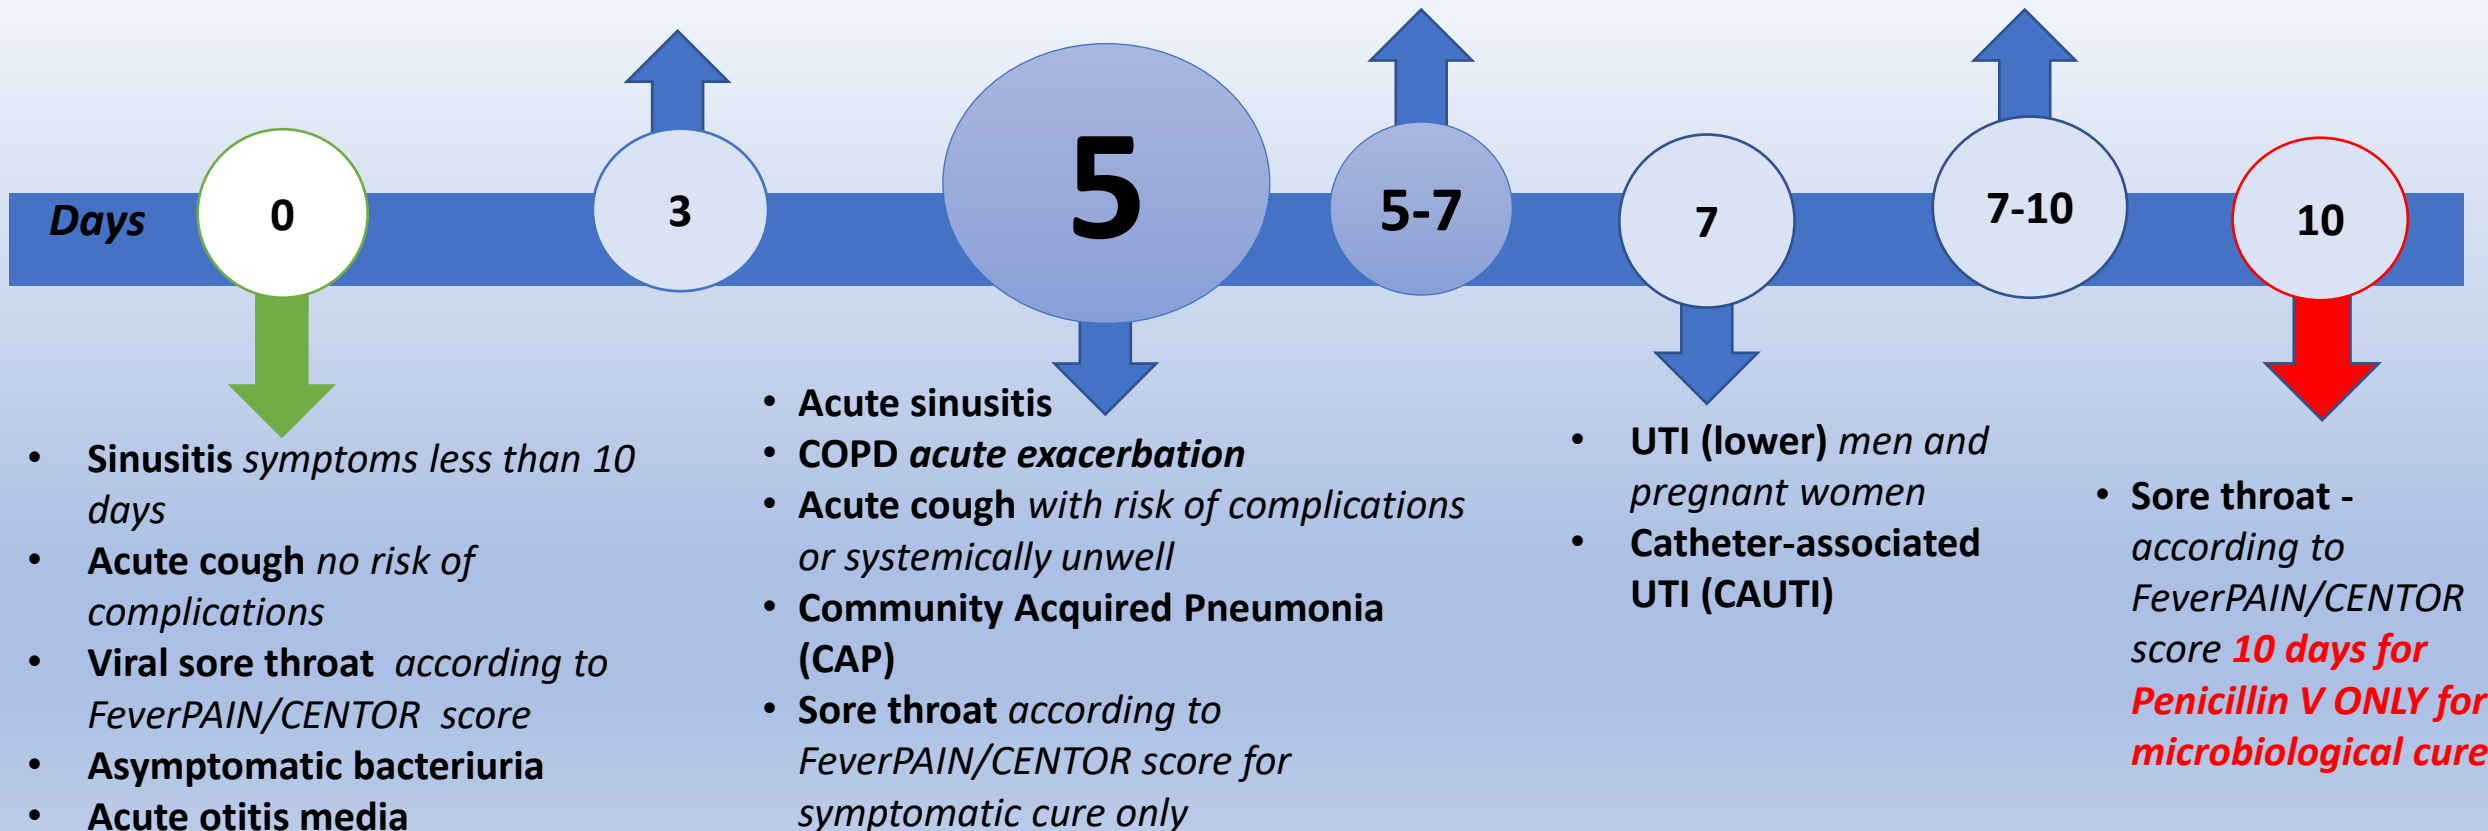 Days
0
3
5
5-7
7
7-10
10
• Sinusitis symptoms less than 10
days
• Acute cough no risk of
complications
• Viral sore throat according to
FeverPAIN/CENTOR score
• Asymptomatic bacteriuria
• Acute otitis media
• Acute sinusitis
• COPD acute exacerbation
• Acute cough with risk of complications
or systemically unwell
• Community Acquired Pneumonia
(CAP)
• Sore throat according to
FeverPAIN/CENTOR score for
symptomatic cure only
• UTI (lower) men and
pregnant women
• Catheter-associated
UTI (CAUTI)
• Sore throat -
according to
FeverPAIN/CENTOR
score 10 days for
Penicillin V ONLY for
microbiological cure